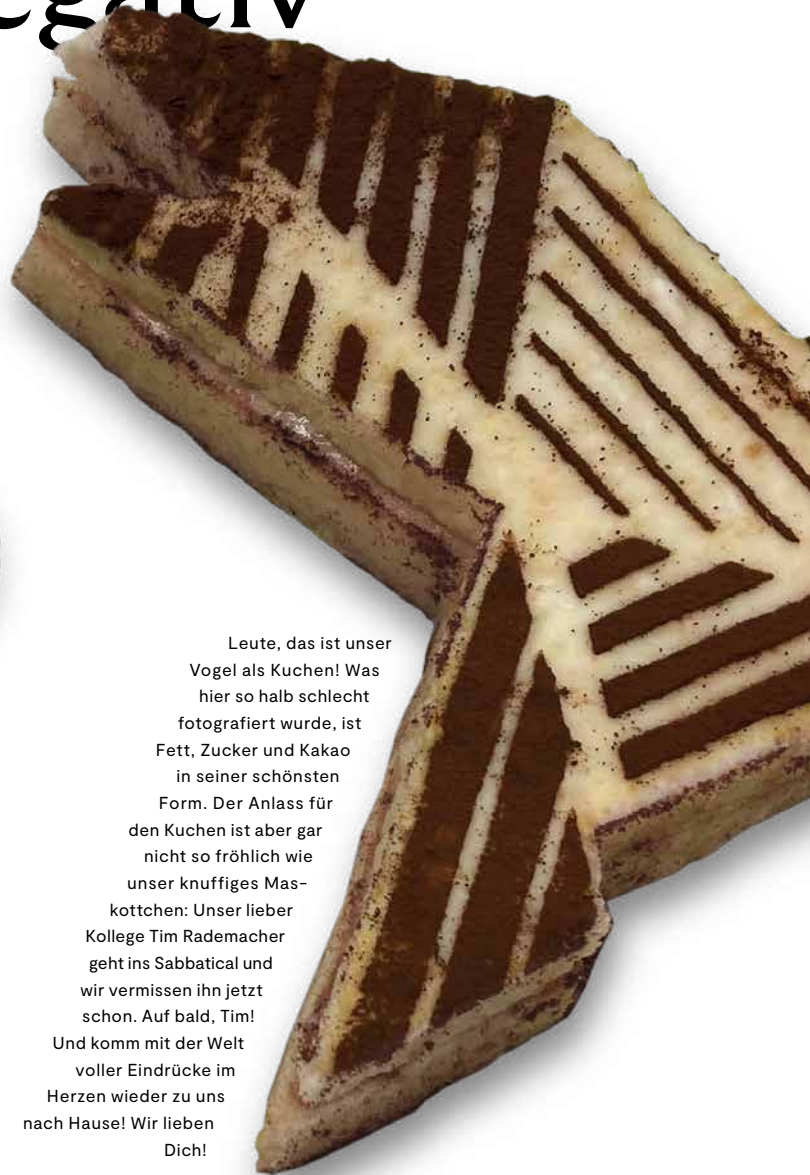 egativ
Leute, das ist unser
Vogel als Kuchen! Was
hier so halb schlecht
fotografiert wurde, ist
Fett, Zucker und Kakao
in seiner schönsten
Form. Der Anlass für
den Kuchen ist aber gar
nicht so fröhlich wie
unser knuffiges Mas-
kottchen: Unser lieber
Kollege Tim Rademacher
geht ins Sabbatical und
wir vermissen ihn jetzt
schon. Auf bald, Tim!
Und komm mit der Welt
voller Eindrücke im
Herzen wieder zu uns
nach Hause! Wir lieben
Dich!